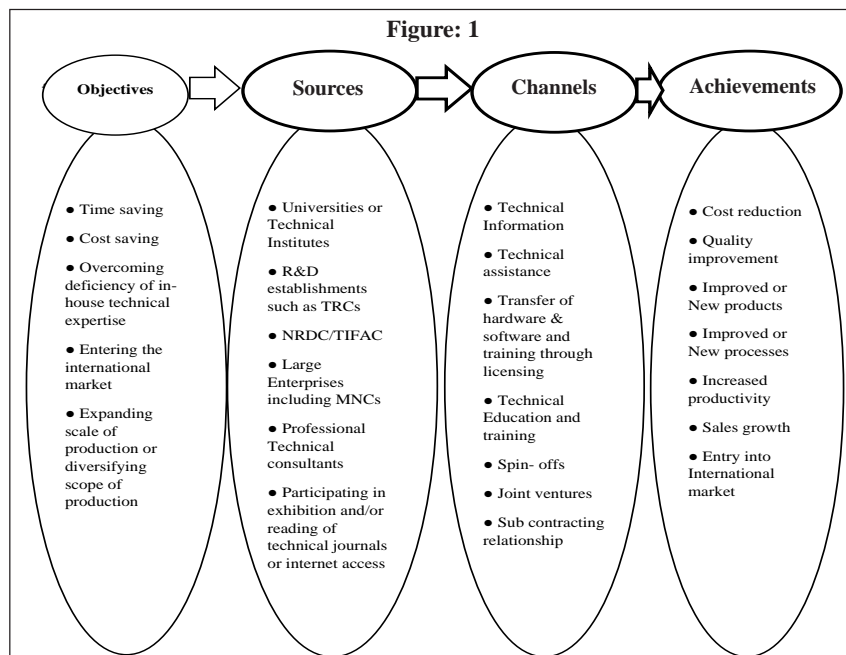 Figure: 1
Objectives
Sources
Channels
Achievements
● Time saving
● Cost saving
● Overcoming
deficiency of in-
house technical
expertise
● Entering the
international
market
● Expanding
scale of
production or
diversifying
scope of
production
● Universities or
Technical
Institutes
● R&D
establishments
such as TRCs
● NRDC/TIFAC
● Large
Enterprises
including MNCs
● Professional
Technical
consultants
● Participating in
exhibition and/or
reading of
technical journals
or internet access
● Technical
Information
● Technical
assistance
● Transfer of
hardware &
software and
training through
licensing
● Technical
Education and
training
● Spin- offs
● Joint ventures
● Sub contracting
relationship
● Cost reduction
● Quality
improvement
● Improved or
New products
● Improved or
New processes
● Increased
productivity
● Sales growth
● Entry into
International
market